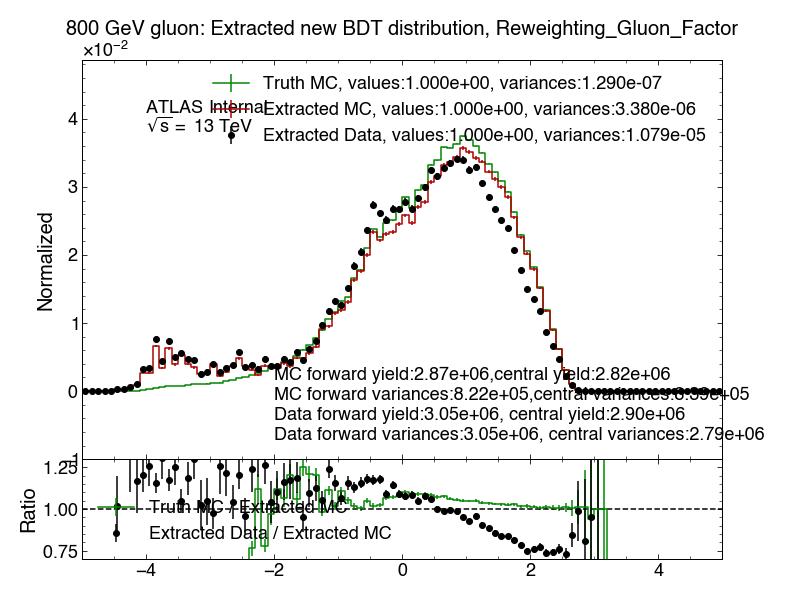 800 GeV gluon: Extracted new BDT distribution, Reweighting_Gluon_Factor
×10⁻²
Truth MC, values:1.000e+00, variances:1.290e-07
ATLAS Internal
Extracted MC, values:1.000e+00, variances:3.380e-06
√s = 13 TeV
Extracted Data, values:1.000e+00, variances:1.079e-05
4
3
2
1
0
Normalized
MC forward yield:2.87e+06,central yield:2.82e+06
MC forward variances:8.22e+05,central variances:8.59e+05
Data forward yield:3.05e+06, central yield:2.90e+06
Data forward variances:3.05e+06, central variances:2.79e+06
1.25
1.00
0.75
Ratio
Truth MC / Extracted MC
Extracted Data / Extracted MC
−4 −2 0 2 4